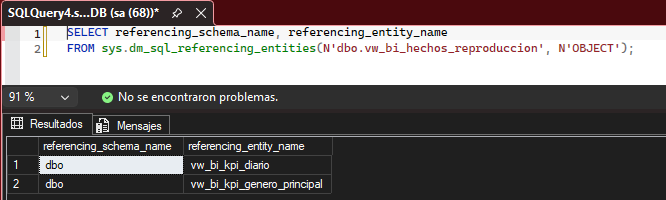 SQLQuery4.s...DB (sa (68))*
1 SELECT referencing_schema_name, referencing_entity_name
2 FROM sys.dm_sql_referencing_entities(N'dbo.vw_bi_hechos_reproduccion', N'OBJECT');
91 % No se encontraron problemas.
Resultados Mensajes
referencing_schema_name referencing_entity_name
1 dbo vw_bi_kpi_diario
2 dbo vw_bi_kpi_genero_principal